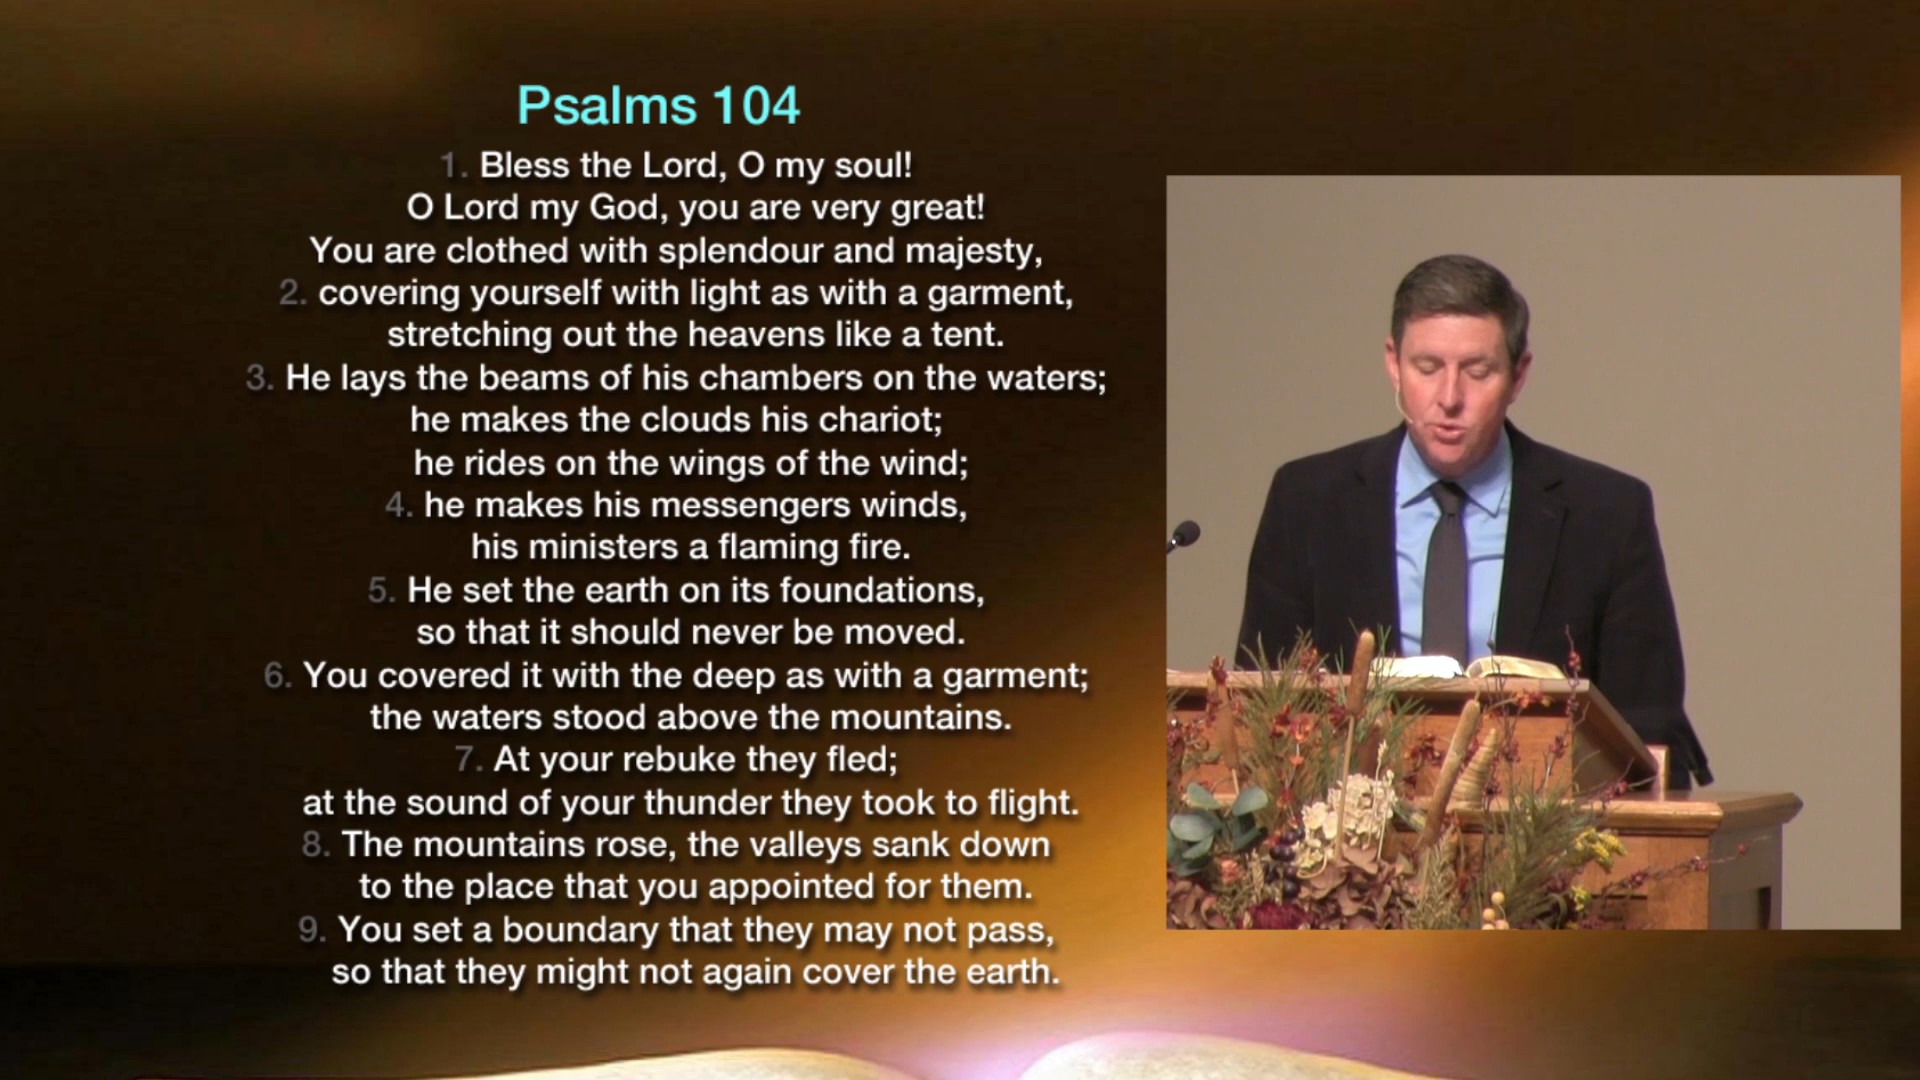 Psalms 104
1. Bless the Lord, O my soul!
O Lord my God, you are very great!
You are clothed with splendour and majesty,
2. covering yourself with light as with a garment,
stretching out the heavens like a tent.
3. He lays the beams of his chambers on the waters;
he makes the clouds his chariot;
he rides on the wings of the wind;
4. he makes his messengers winds,
his ministers a flaming fire.
5. He set the earth on its foundations,
so that it should never be moved.
6. You covered it with the deep as with a garment;
the waters stood above the mountains.
7. At your rebuke they fled;
at the sound of your thunder they took to flight.
8. The mountains rose, the valleys sank down
to the place that you appointed for them.
9. You set a boundary that they may not pass,
so that they might not again cover the earth.